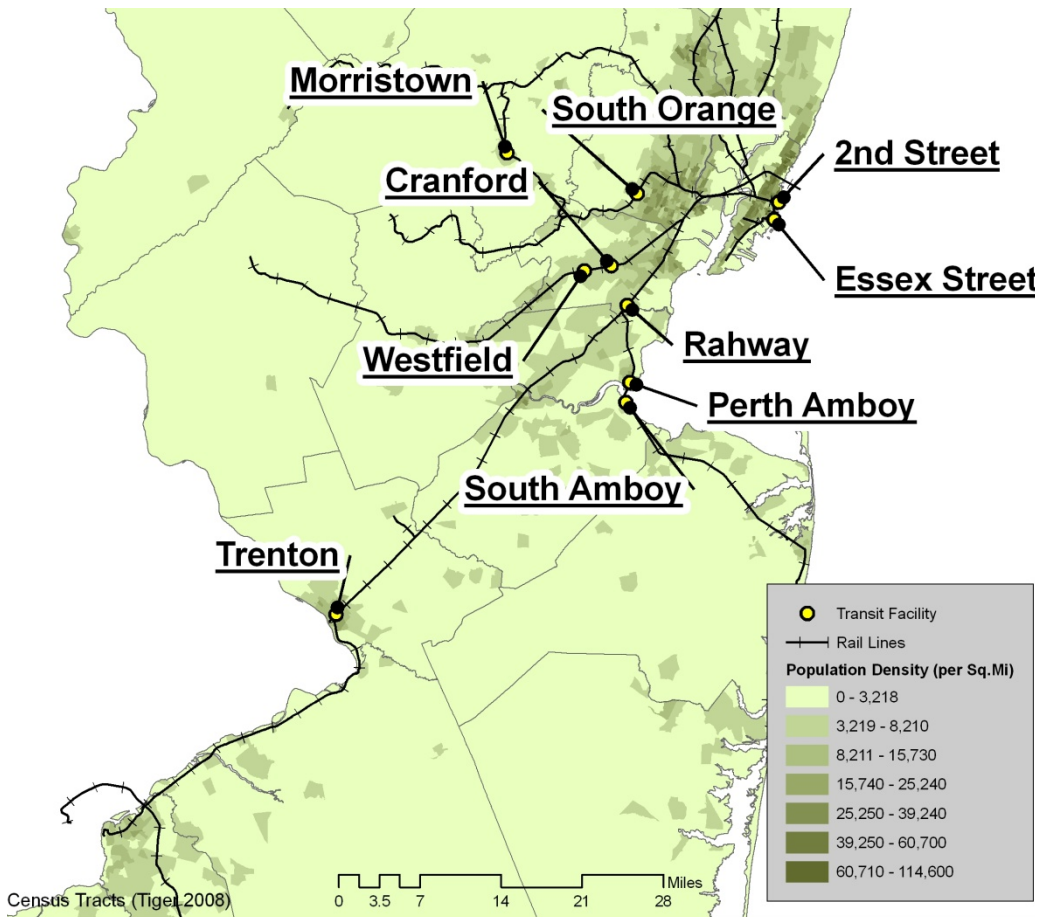 Morristown
South Orange
2nd Street
Cranford
Essex Street
Westfield
Rahway
Perth Amboy
South Amboy
Trenton
Transit Facility
Rail Lines
Population Density (per Sq.Mi)
0 - 3,218
3,219 - 8,210
8,211 - 15,730
15,740 - 25,240
25,250 - 39,240
39,250 - 60,700
60,710 - 114,600
Miles
0 3.5 7 14 21 28
Census Tracts (Tiger 2008)